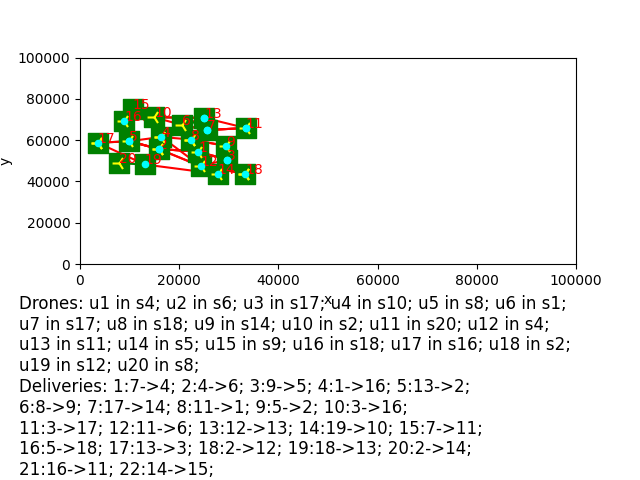 100000
80000
60000
40000
20000
0
y
0 20000 40000 60000 80000 100000
x
Drones: u1 in s4; u2 in s6; u3 in s17; u4 in s10; u5 in s8; u6 in s1;
u7 in s17; u8 in s18; u9 in s14; u10 in s2; u11 in s20; u12 in s4;
u13 in s11; u14 in s5; u15 in s9; u16 in s18; u17 in s16; u18 in s2;
u19 in s12; u20 in s8;
Deliveries: 1:7->4; 2:4->6; 3:9->5; 4:1->16; 5:13->2;
6:8->9; 7:17->14; 8:11->1; 9:5->2; 10:3->16;
11:3->17; 12:11->6; 13:12->13; 14:19->10; 15:7->11;
16:5->18; 17:13->3; 18:2->12; 19:18->13; 20:2->14;
21:16->11; 22:14->15;